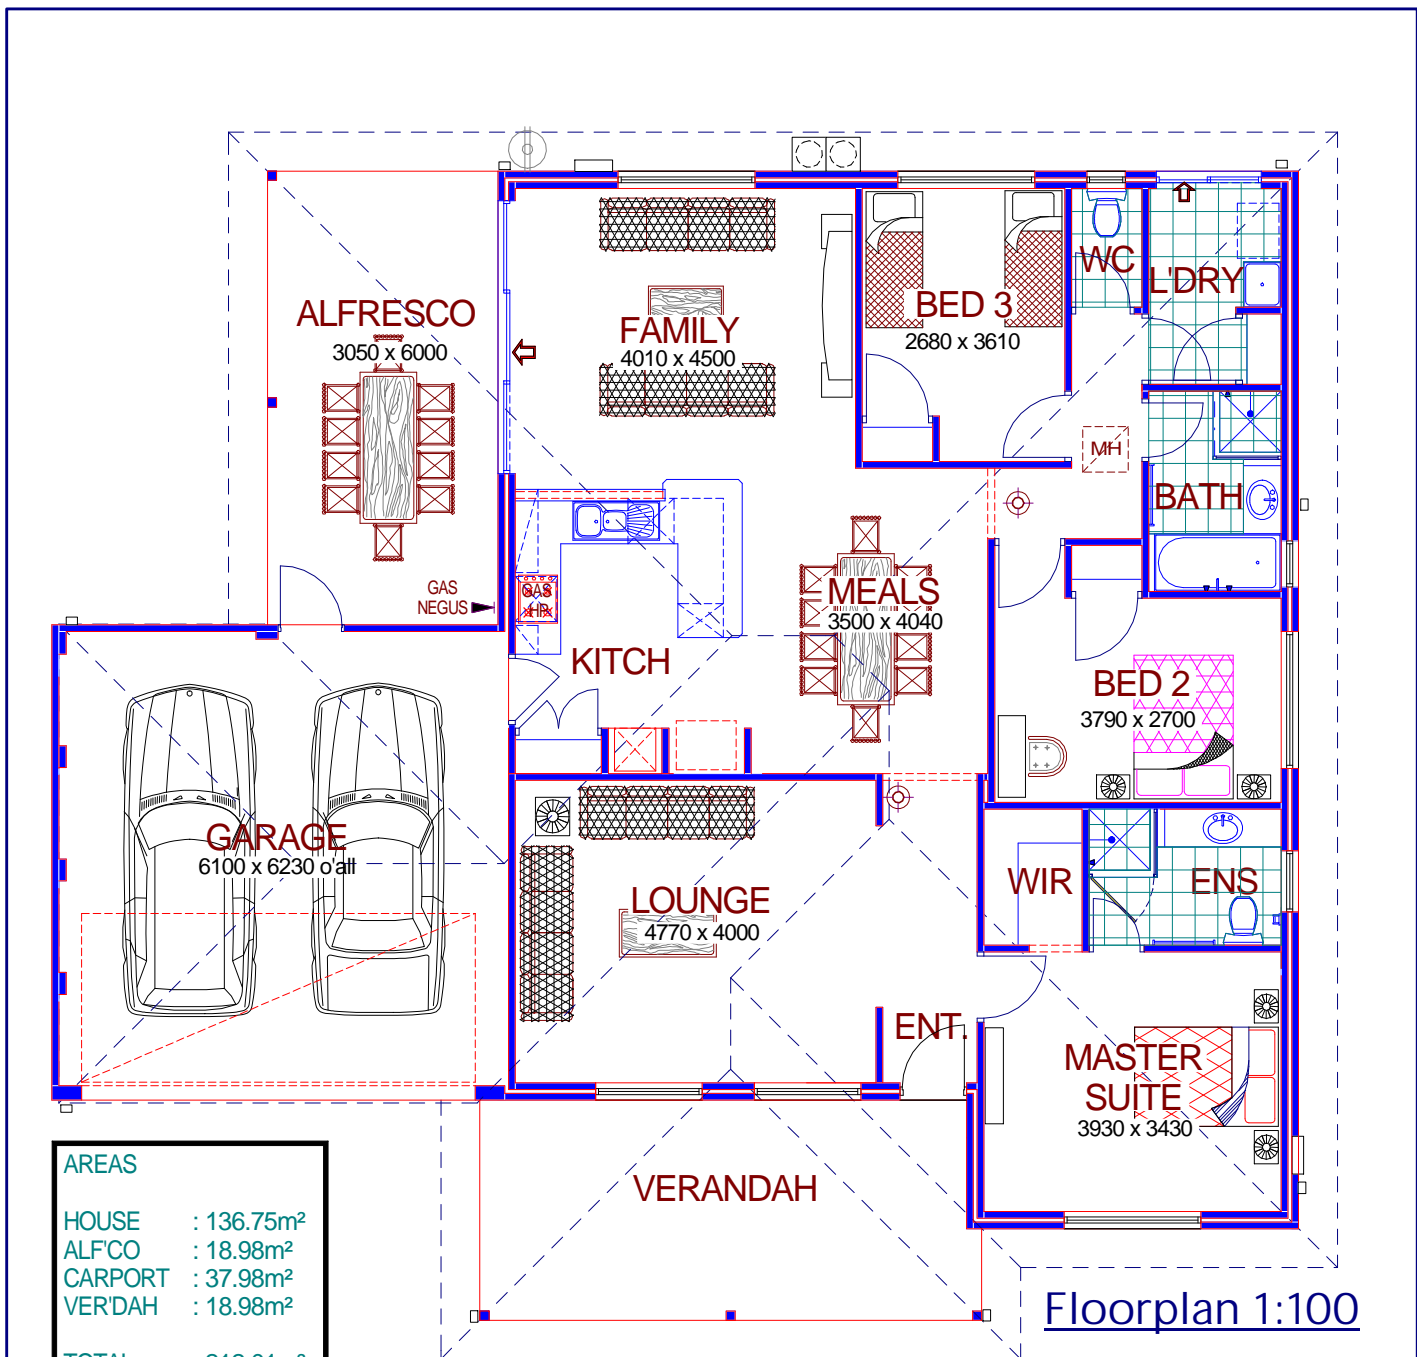 ALFRESCO
3050 x 6000
FAMILY
4010 x 4500
BED 3
2680 x 3610
WC
L'DRY
MH
BATH
GAS
NEGUS
GAS
HP
MEALS
3500 x 4040
KITCH
BED 2
3790 x 2700
GARAGE
6100 x 6230 o'all
LOUNGE
4770 x 4000
WIR
ENS
ENT.
MASTER
SUITE
3930 x 3430
VERANDAH
AREAS
HOUSE : 136.75m²
ALF'CO : 18.98m²
CARPORT : 37.98m²
VER'DAH : 18.98m²
Floorplan 1:100